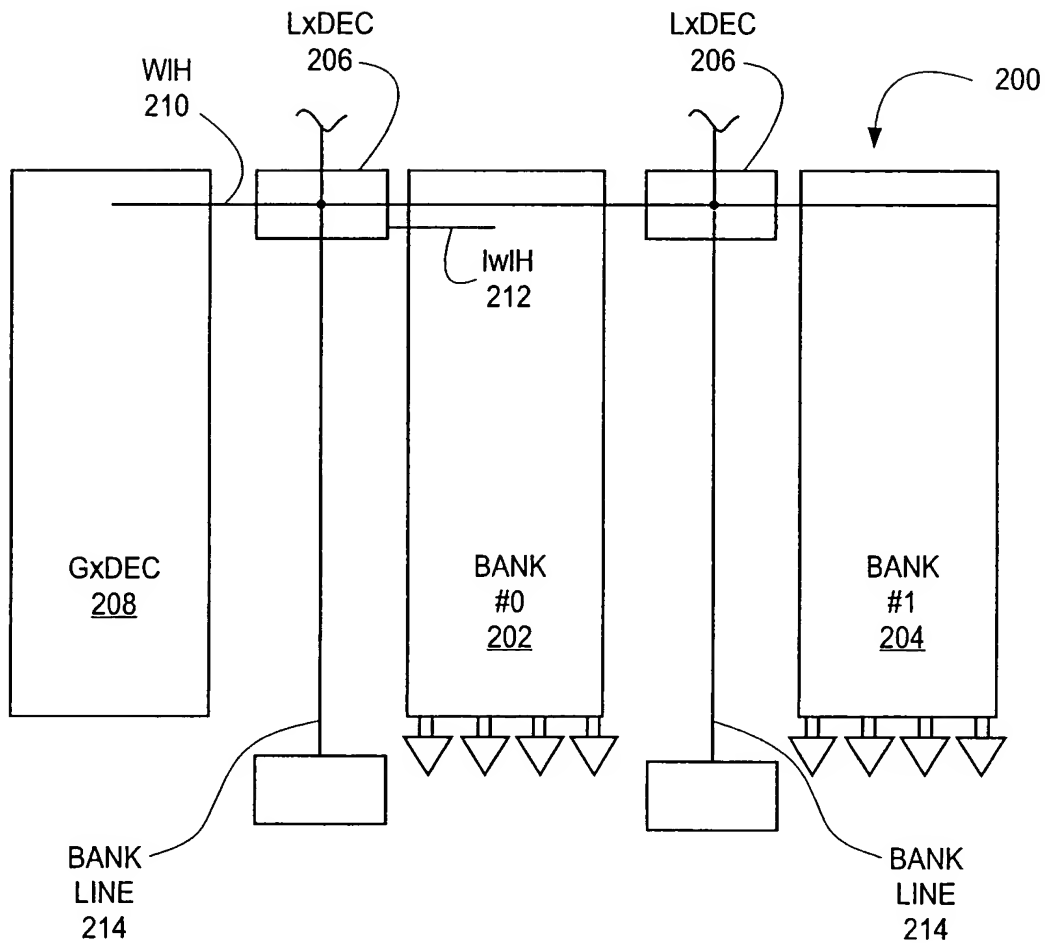 LxDEC
206
LxDEC
206
WIH
210
200
IwIH
212
GxDEC
208
BANK
#0
202
BANK
#1
204
BANK
LINE
214
BANK
LINE
214